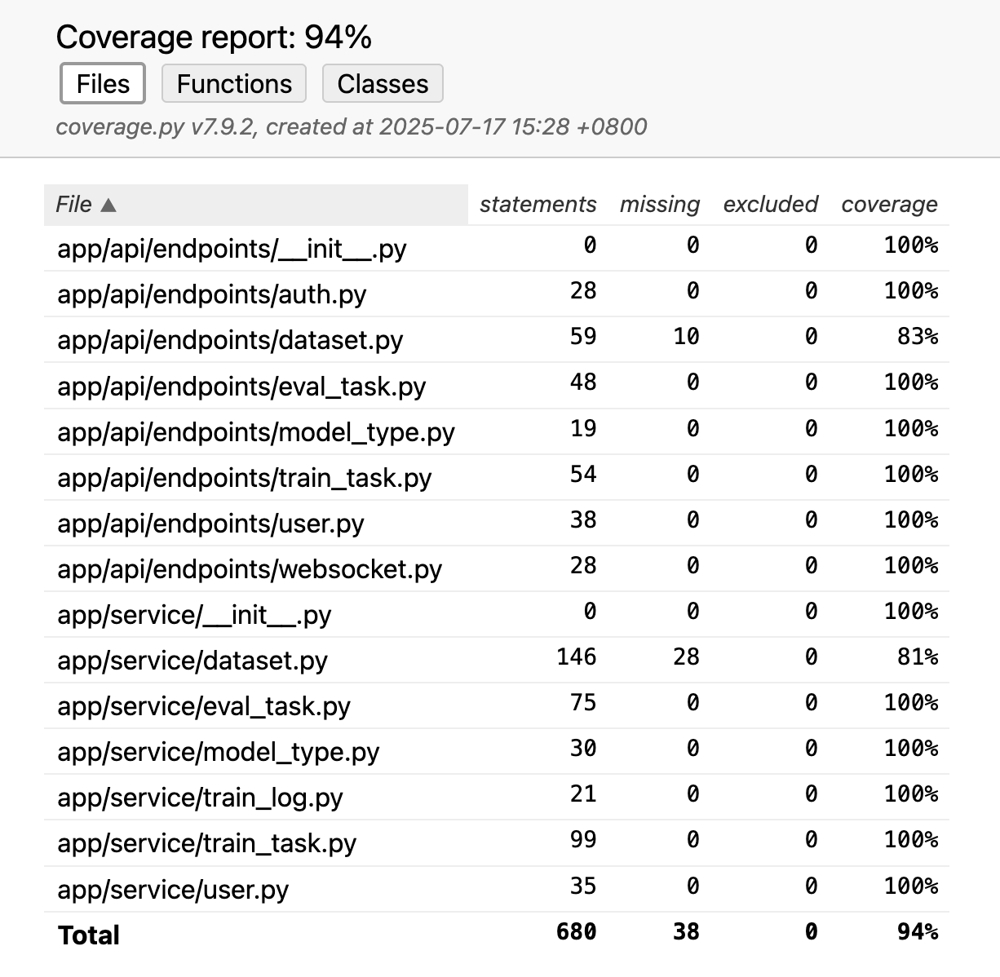 Coverage report: 94%
Files Functions Classes
coverage.py v7.9.2, created at 2025-07-17 15:28 +0800
File ▲ statements missing excluded coverage
app/api/endpoints/__init__.py 0 0 0 100%
app/api/endpoints/auth.py 28 0 0 100%
app/api/endpoints/dataset.py 59 10 0 83%
app/api/endpoints/eval_task.py 48 0 0 100%
app/api/endpoints/model_type.py 19 0 0 100%
app/api/endpoints/train_task.py 54 0 0 100%
app/api/endpoints/user.py 38 0 0 100%
app/api/endpoints/websocket.py 28 0 0 100%
app/service/__init__.py 0 0 0 100%
app/service/dataset.py 146 28 0 81%
app/service/eval_task.py 75 0 0 100%
app/service/model_type.py 30 0 0 100%
app/service/train_log.py 21 0 0 100%
app/service/train_task.py 99 0 0 100%
app/service/user.py 35 0 0 100%
Total 680 38 0 94%